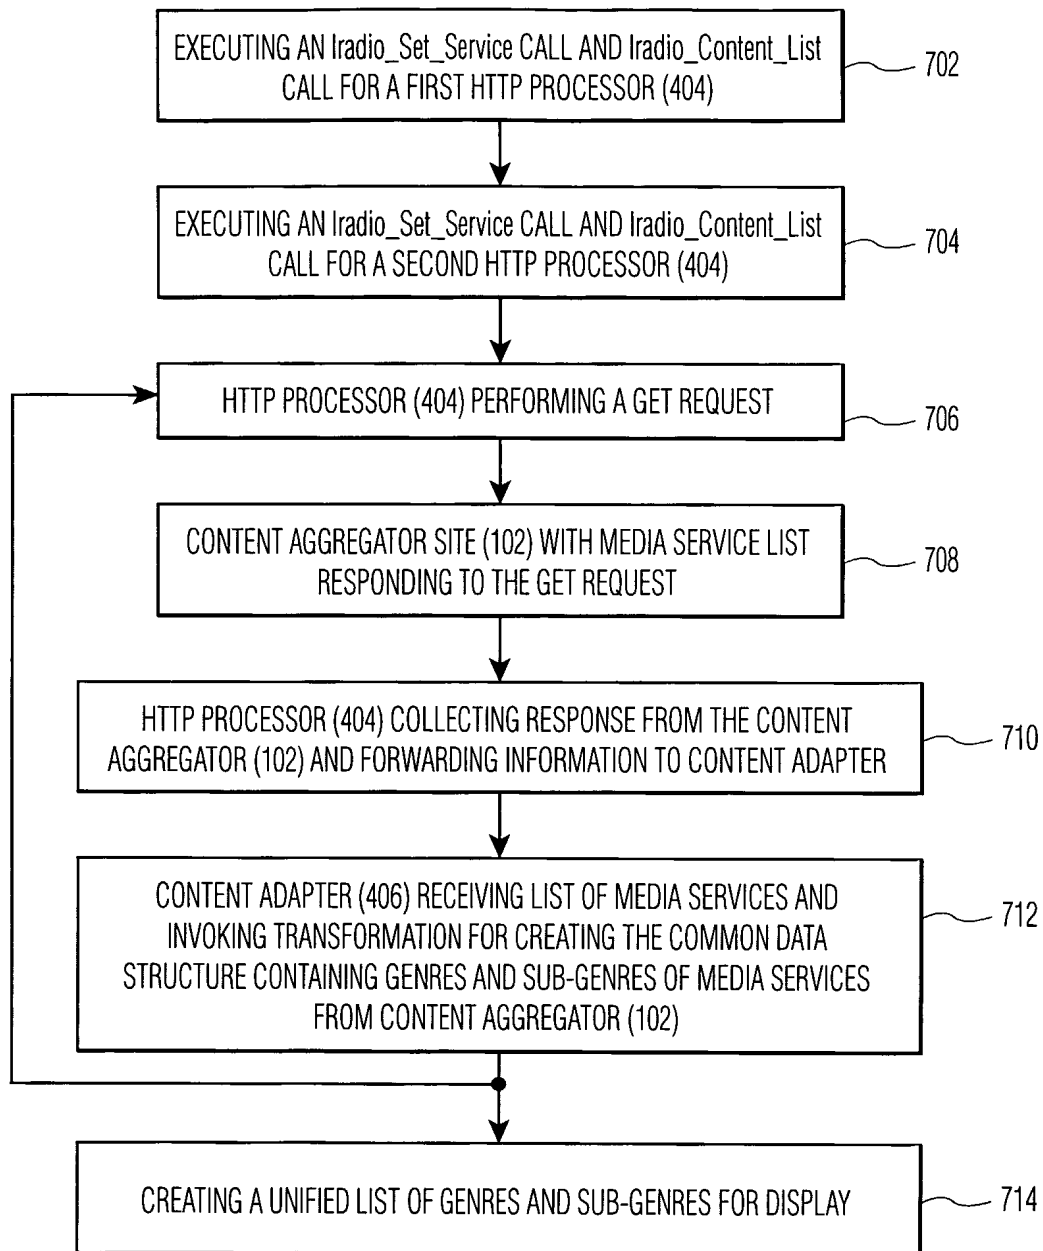 EXECUTING AN Iradio_Set_Service CALL AND Iradio_Content_List
CALL FOR A FIRST HTTP PROCESSOR (404)
702
EXECUTING AN Iradio_Set_Service CALL AND Iradio_Content_List
CALL FOR A SECOND HTTP PROCESSOR (404)
704
HTTP PROCESSOR (404) PERFORMING A GET REQUEST
706
CONTENT AGGREGATOR SITE (102) WITH MEDIA SERVICE LIST
RESPONDING TO THE GET REQUEST
708
HTTP PROCESSOR (404) COLLECTING RESPONSE FROM THE CONTENT
AGGREGATOR (102) AND FORWARDING INFORMATION TO CONTENT ADAPTER
710
CONTENT ADAPTER (406) RECEIVING LIST OF MEDIA SERVICES AND
INVOKING TRANSFORMATION FOR CREATING THE COMMON DATA
STRUCTURE CONTAINING GENRES AND SUB-GENRES OF MEDIA SERVICES
FROM CONTENT AGGREGATOR (102)
712
CREATING A UNIFIED LIST OF GENRES AND SUB-GENRES FOR DISPLAY
714